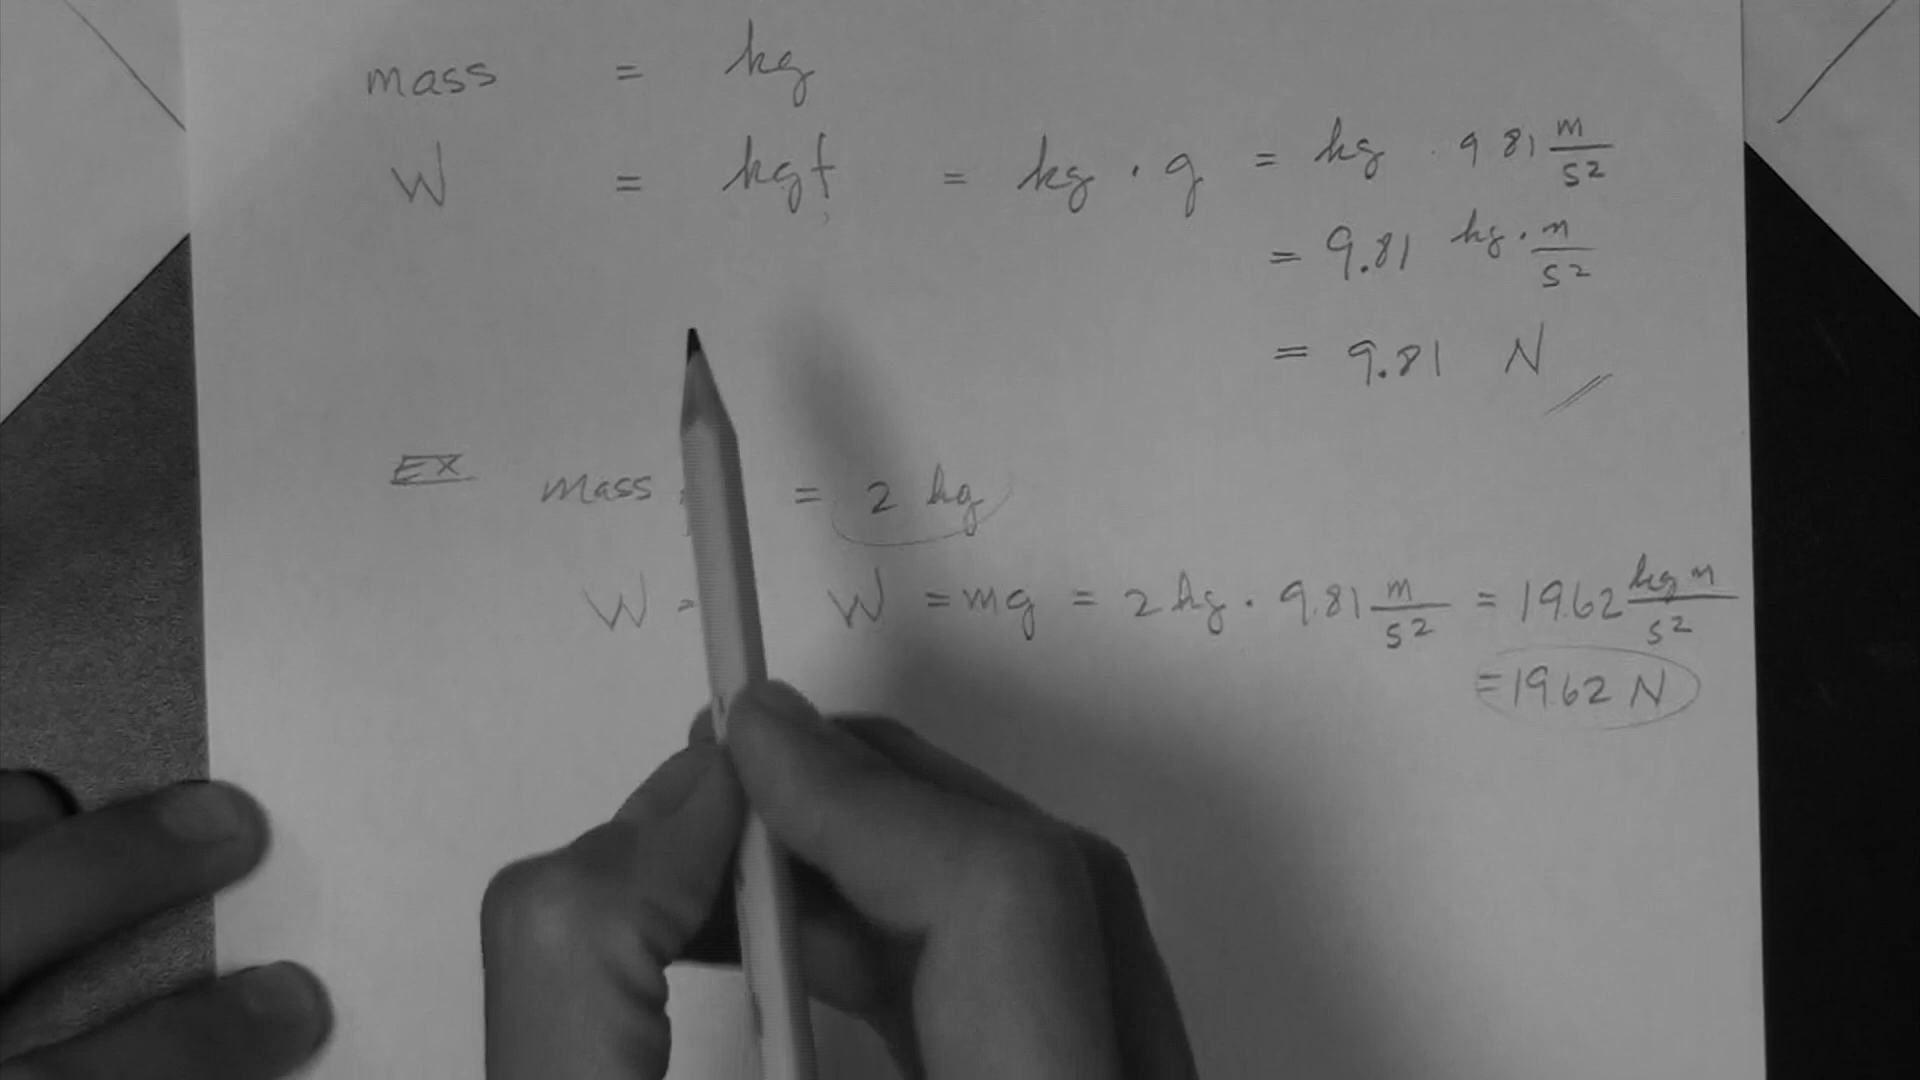 mass = kg
W = kgf = kg · g = kg · 9.81 m/s²
= 9.81 kg · m/s²
= 9.81 N
EX mass = 2 kg
W = W = mg = 2 kg · 9.81 m/s² = 19.62 kg m/s²
= 19.62 N